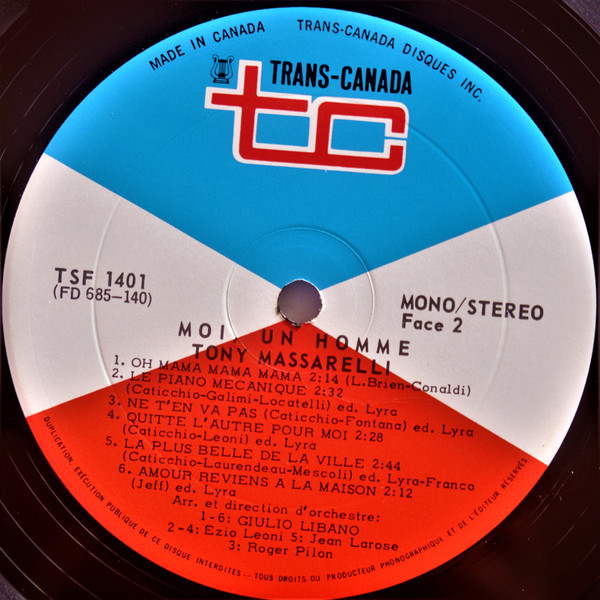 MADE IN CANADA TRANS-CANADA DISQUES INC.
TRANS-CANADA
tc
TSF 1401
(FD 685-140)
MONO/STEREO
Face 2
MOI, UN HOMME
TONY MASSARELLI
1. OH MAMA MAMA MAMA 2:14 (L.Brien-Conaldi)
2. LE PIANO MECANIQUE 2:32
(Caticchio-Galimi-Locatelli) ed. Lyra
3. NE T'EN VA PAS (Caticchio-Fontana) ed. Lyra
4. QUITTE L'AUTRE POUR MOI 2:28
(Caticchio-Leoni) ed. Lyra
5. LA PLUS BELLE DE LA VILLE 2:44
(Caticchio-Laurendeau-Mescoli) ed. Lyra-Franco
6. AMOUR REVIENS A LA MAISON 2:12
(Jeff) ed. Lyra
Arr. et direction d'orchestre:
1-6: GIULIO LIBANO
2-4: Ezio Leoni 5: Jean Larose
3: Roger Pilon
DUPLICATION EXÉCUTION PUBLIQUE DE CE DISQUE INTERDITES -- TOUS DROITS DU PRODUCTEUR PHONOGRAPHIQUE ET DE L'ÉDITEUR RÉSERVÉS